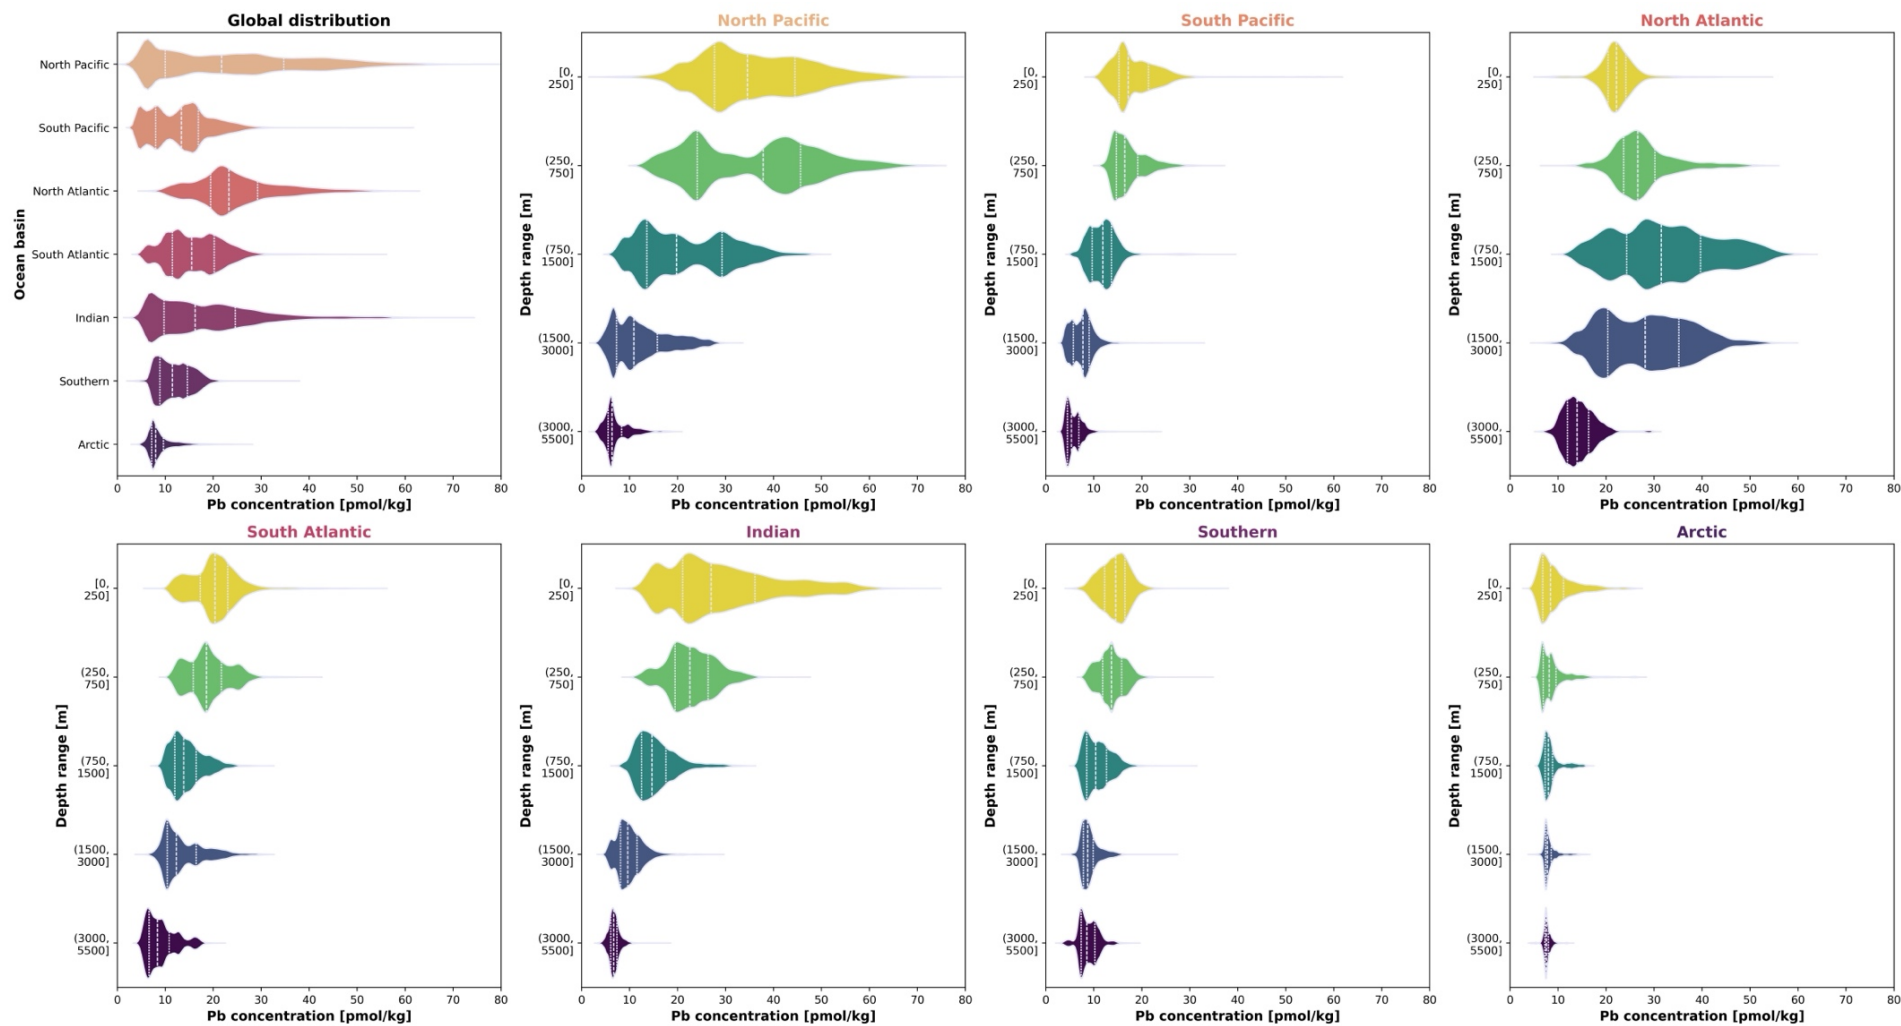 Global distribution
North Pacific
South Pacific
North Atlantic
South Atlantic
Indian
Southern
Arctic
Ocean basin
0 10 20 30 40 50 60 70 80
Pb concentration [pmol/kg]
North Pacific
[0,
250]
(250,
750]
(750,
1500]
(1500,
3000]
(3000,
5500]
Depth range [m]
0 10 20 30 40 50 60 70 80
Pb concentration [pmol/kg]
South Pacific
[0,
250]
(250,
750]
(750,
1500]
(1500,
3000]
(3000,
5500]
Depth range [m]
0 10 20 30 40 50 60 70 80
Pb concentration [pmol/kg]
North Atlantic
[0,
250]
(250,
750]
(750,
1500]
(1500,
3000]
(3000,
5500]
Depth range [m]
0 10 20 30 40 50 60 70 80
Pb concentration [pmol/kg]
South Atlantic
[0,
250]
(250,
750]
(750,
1500]
(1500,
3000]
(3000,
5500]
Depth range [m]
0 10 20 30 40 50 60 70 80
Pb concentration [pmol/kg]
Indian
[0,
250]
(250,
750]
(750,
1500]
(1500,
3000]
(3000,
5500]
Depth range [m]
0 10 20 30 40 50 60 70 80
Pb concentration [pmol/kg]
Southern
[0,
250]
(250,
750]
(750,
1500]
(1500,
3000]
(3000,
5500]
Depth range [m]
0 10 20 30 40 50 60 70 80
Pb concentration [pmol/kg]
Arctic
[0,
250]
(250,
750]
(750,
1500]
(1500,
3000]
(3000,
5500]
Depth range [m]
0 10 20 30 40 50 60 70 80
Pb concentration [pmol/kg]